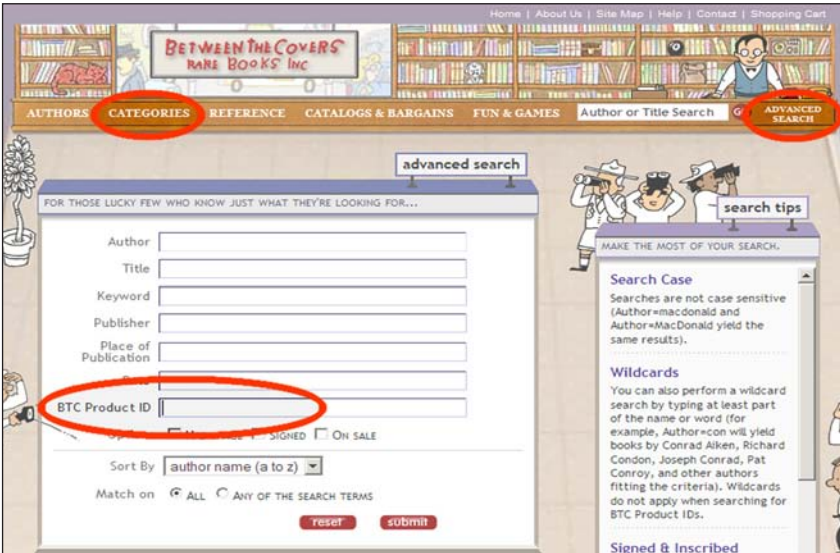 Home | About Us | Site Map | Help | Contact | Shopping Cart
BETWEEN THE COVERS
RARE BOOKS INC
AUTHORS CATEGORIES REFERENCE CATALOGS & BARGAINS FUN & GAMES Author or Title Search ADVANCED
SEARCH
advanced search
FOR THOSE LUCKY FEW WHO KNOW JUST WHAT THEY'RE LOOKING FOR...
Author
Title
Keyword
Publisher
Place of
Publication
BTC Product ID
SIGNED ON SALE
Sort By author name (a to z)
Match on ALL ANY OF THE SEARCH TERMS
reset submit
search tips
MAKE THE MOST OF YOUR SEARCH.
Search Case
Searches are not case sensitive
(Author=macdonald and
Author=MacDonald yield the
same results).
Wildcards
You can also perform a wildcard
search by typing at least part
of the name or word (for
example, Author=con will yield
books by Conrad Aiken, Richard
Condon, Joseph Conrad, Pat
Conroy, and other authors
fitting the criteria). Wildcards
do not apply when searching for
BTC Product IDs.
Signed & Inscribed